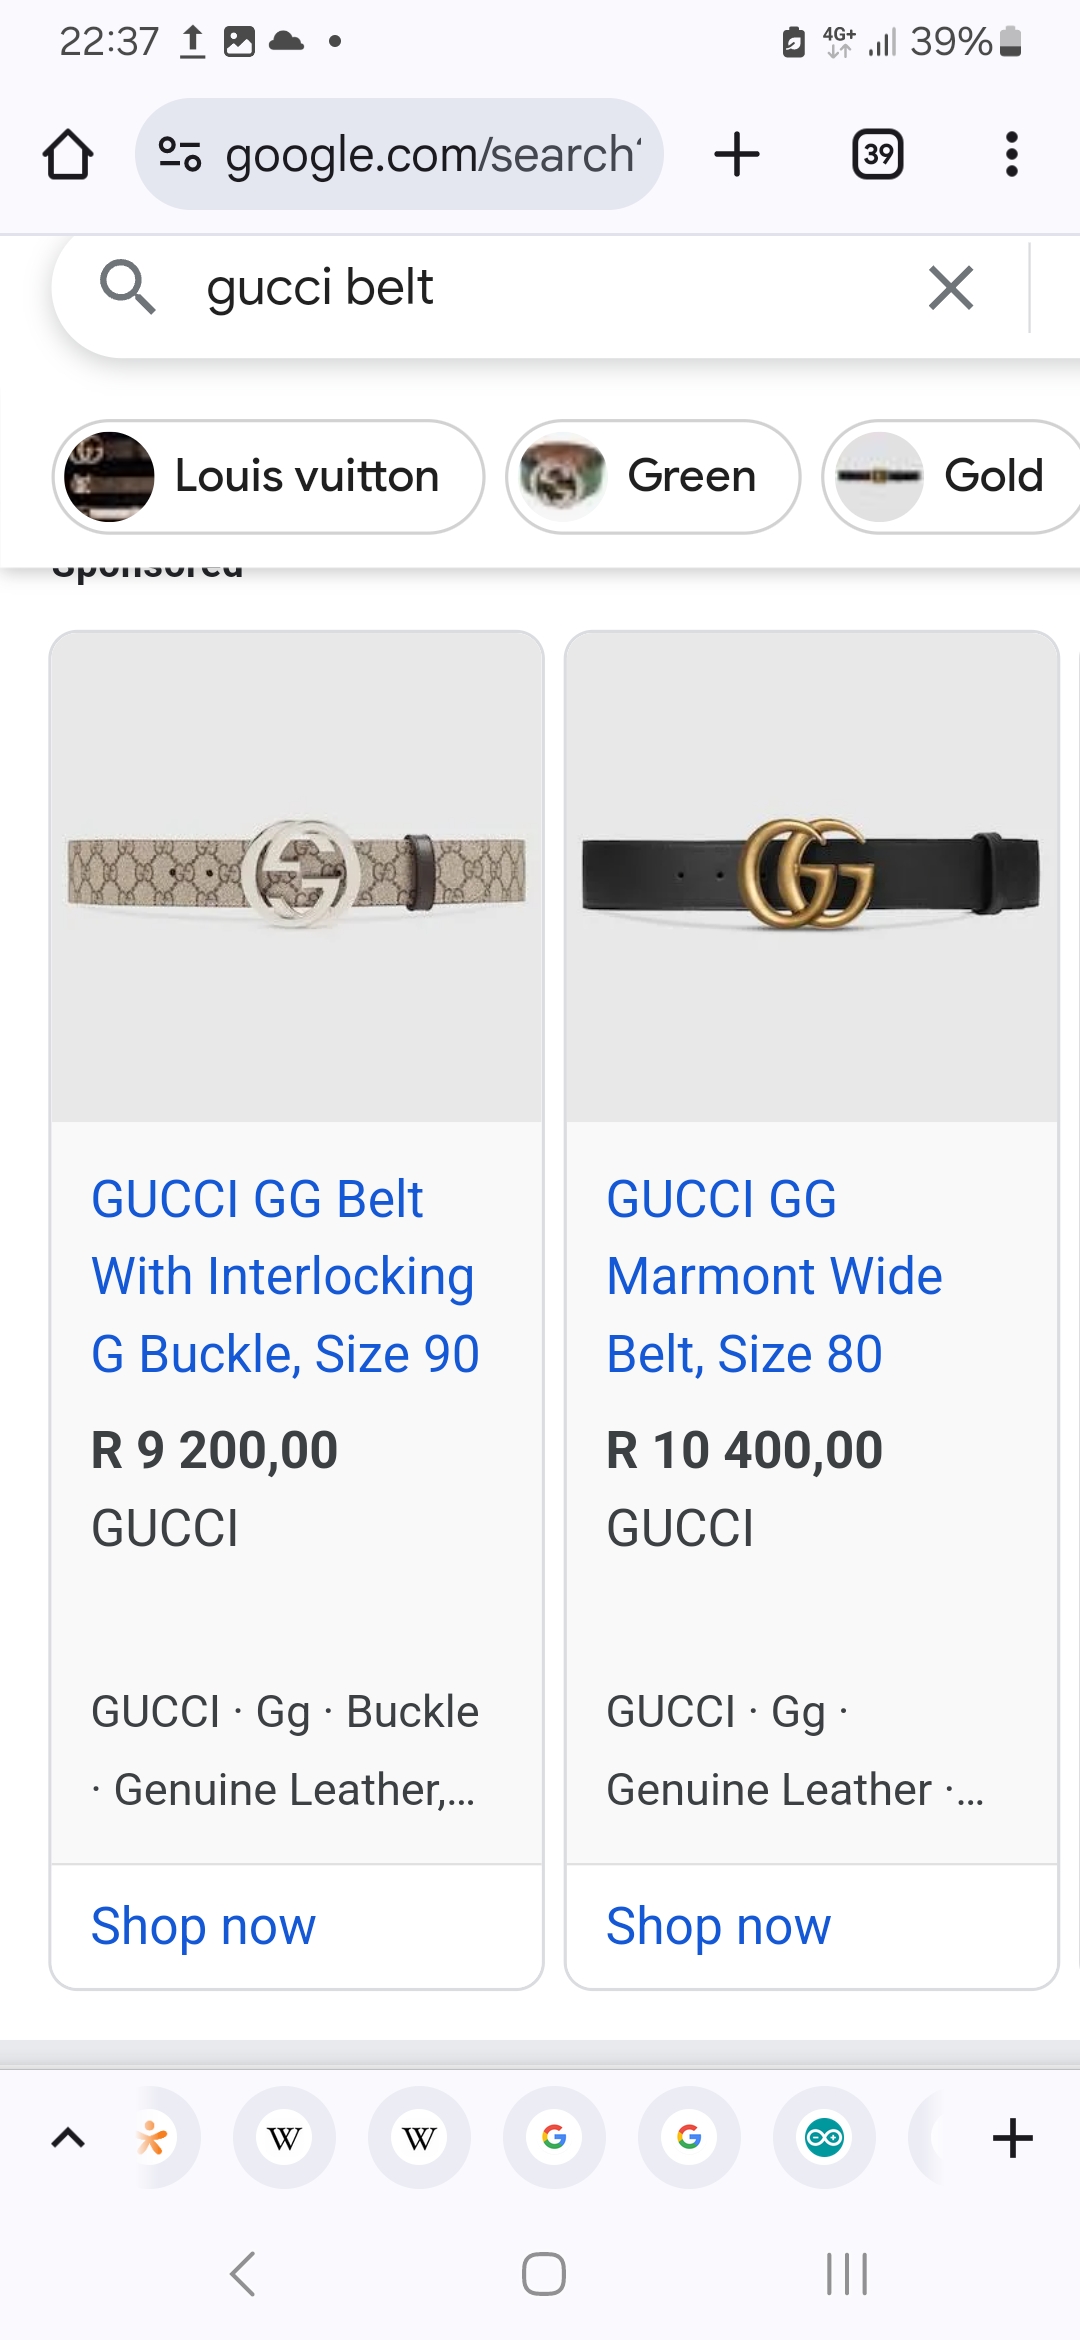 22:37
4G+ 39%
google.com/search
39
gucci belt
Louis vuitton
Green
Gold
Sponsored
GUCCI GG Belt
With Interlocking
G Buckle, Size 90
R 9 200,00
GUCCI
GUCCI · Gg · Buckle
· Genuine Leather,...
Shop now
GUCCI GG
Marmont Wide
Belt, Size 80
R 10 400,00
GUCCI
GUCCI · Gg ·
Genuine Leather ·...
Shop now
W
W
G
G